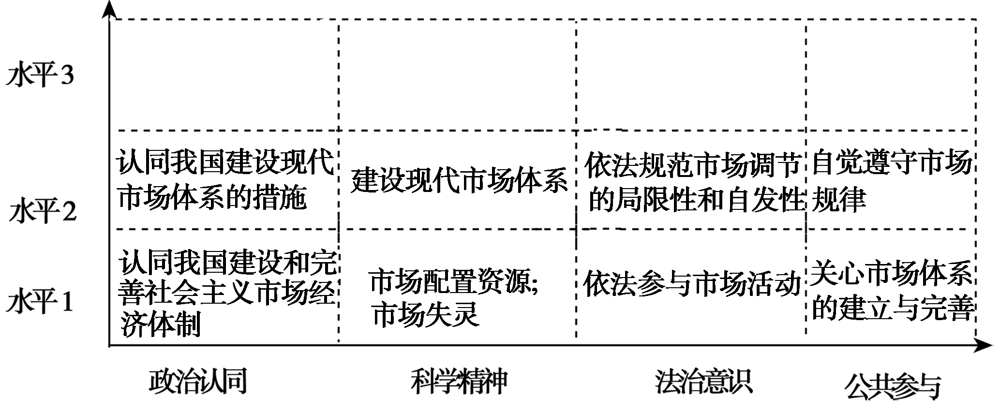 水平3
认同我国建设现代
市场体系的措施
建设现代市场体系
依法规范市场调节
的局限性和自发性
自觉遵守市场
规律
水平2
认同我国建设和完
善社会主义市场经
济体制
市场配置资源;
市场失灵
依法参与市场活动
关心市场体系
的建立与完善
水平1
政治认同
科学精神
法治意识
公共参与